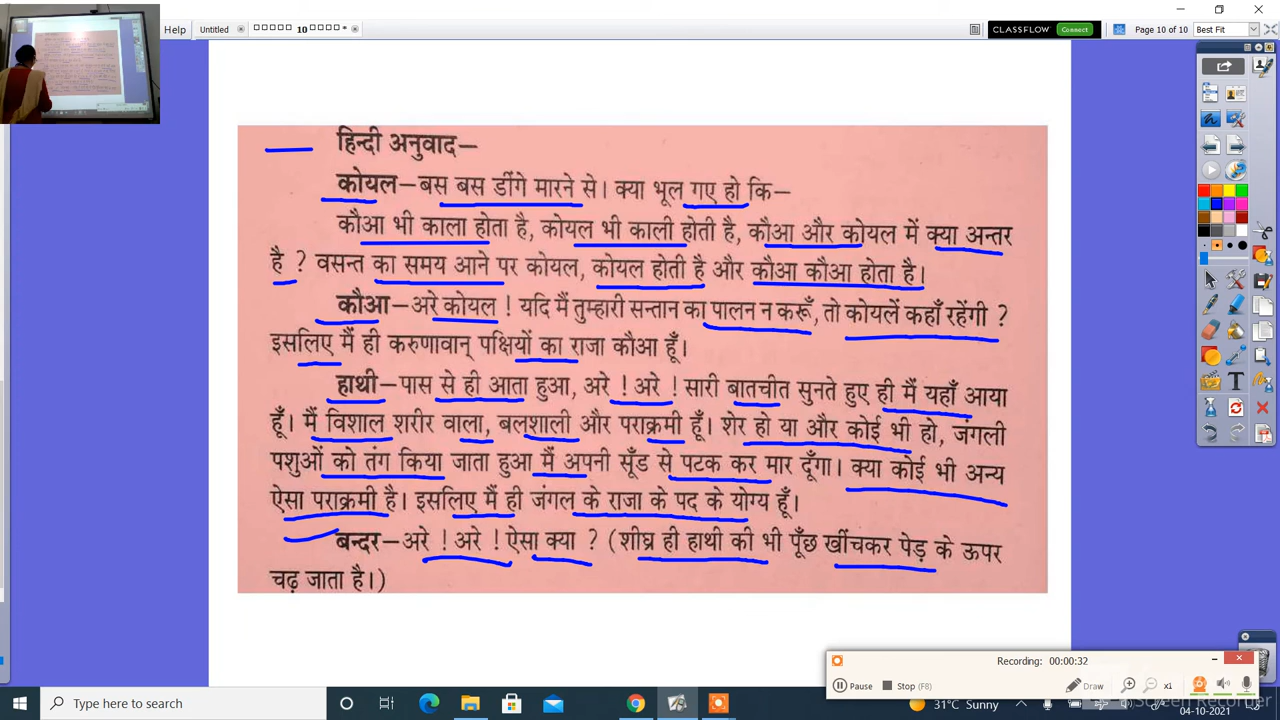 Help
Untitled
10
*
CLASSFLOW Connect
Page 10 of 10
Best Fit
हिन्दी अनुवाद–
कोयल–बस बस डींगे मारने से। क्या भूल गए हो कि–
कौआ भी काला होता है, कोयल भी काली होती है, कौआ और कोयल में क्या अन्तर
है ? वसन्त का समय आने पर कोयल, कोयल होती है और कौआ कौआ होता है।
कौआ–अरे कोयल ! यदि मैं तुम्हारी सन्तान का पालन न करूँ, तो कोयलें कहाँ रहेंगी ?
इसलिए मैं ही करुणावान् पक्षियों का राजा कौआ हूँ।
हाथी–पास से ही आता हुआ, अरे ! अरे ! सारी बातचीत सुनते हुए ही मैं यहाँ आया
हूँ। मैं विशाल शरीर वाला, बलशाली और पराक्रमी हूँ। शेर हो या और कोई भी हो, जंगली
पशुओं को तंग किया जाता हुआ मैं अपनी सूँड से पटक कर मार दूँगा। क्या कोई भी अन्य
ऐसा पराक्रमी है। इसलिए मैं ही जंगल के राजा के पद के योग्य हूँ।
बन्दर–अरे ! अरे ! ऐसा क्या ? (शीघ्र ही हाथी की भी पूँछ खींचकर पेड़ के ऊपर
चढ़ जाता है।)
Recording: 00:00:32
Pause
Stop (F8)
Draw
x1
Type here to search
31°C Sunny
04-10-2021
Screen Recorder